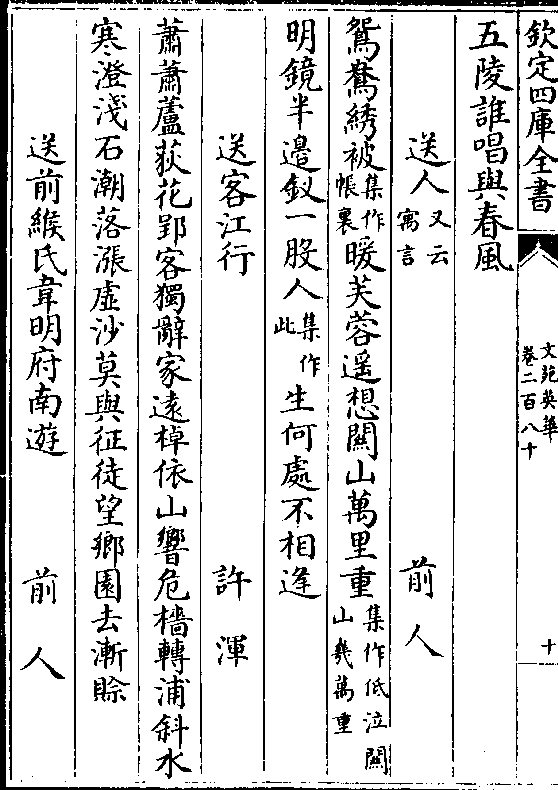 欽定四庫全書
文苑英華
卷二百八十
十
五陵誰唱與春風
送人又云寓言 前人
鴛鴦綉被集作帳裏暖芙蓉遥想關山萬里重集作低泣關山幾萬重
明鏡半邊釵一股人集作此生何處不相逢
送客江行 許渾
蕭蕭蘆荻花郢客獨辭家遠棹依山響危檣轉浦斜水
寒澄淺石潮落漲虛沙莫與征徒望鄉園去漸賒
送前緱氏韋明府南遊 前人